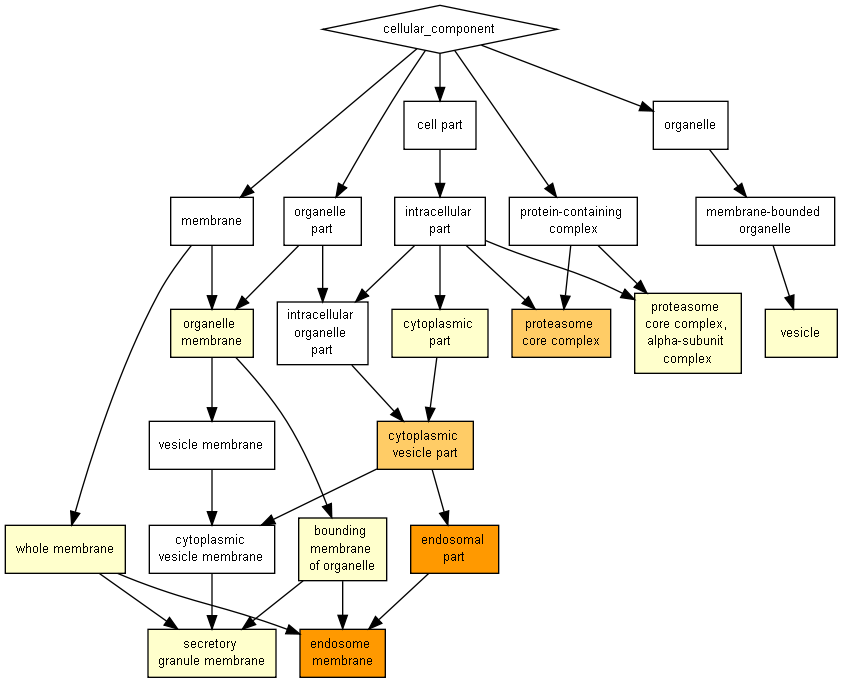 cellular_component
cell part
organelle
membrane
organelle
part
intracellular
part
protein-containing
complex
membrane-bounded
organelle
organelle
membrane
intracellular
organelle
part
cytoplasmic
part
proteasome
core complex
proteasome
core complex,
alpha-subunit
complex
vesicle
vesicle membrane
cytoplasmic
vesicle part
whole membrane
cytoplasmic
vesicle membrane
bounding
membrane
of organelle
endosomal
part
secretory
granule membrane
endosome
membrane